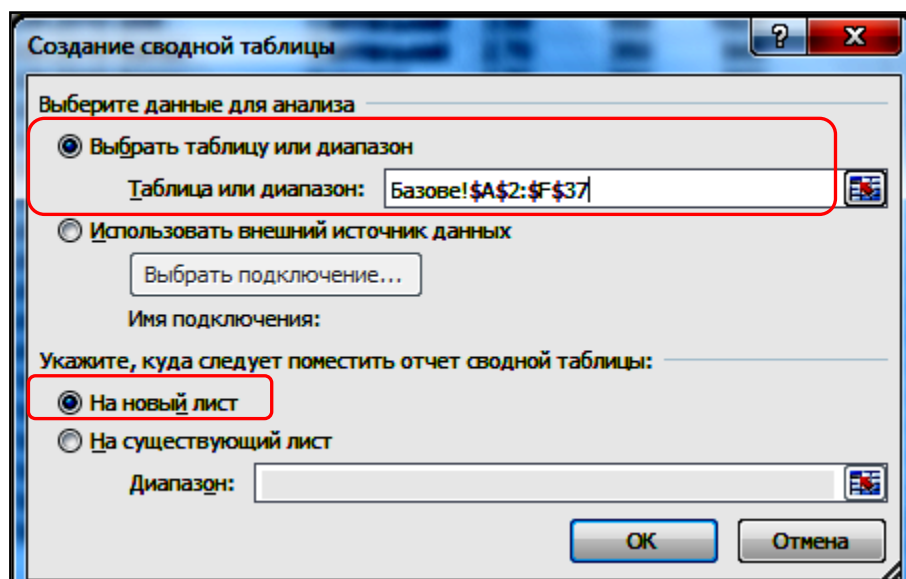 Создание сводной таблицы
?
Выберите данные для анализа
Выбрать таблицу или диапазон
Таблица или диапазон: Базове!$A$2:$F$37
Использовать внешний источник данных
Выбрать подключение...
Имя подключения:
Укажите, куда следует поместить отчет сводной таблицы:
На новый лист
На существующий лист
Диапазон:
ОК Отмена